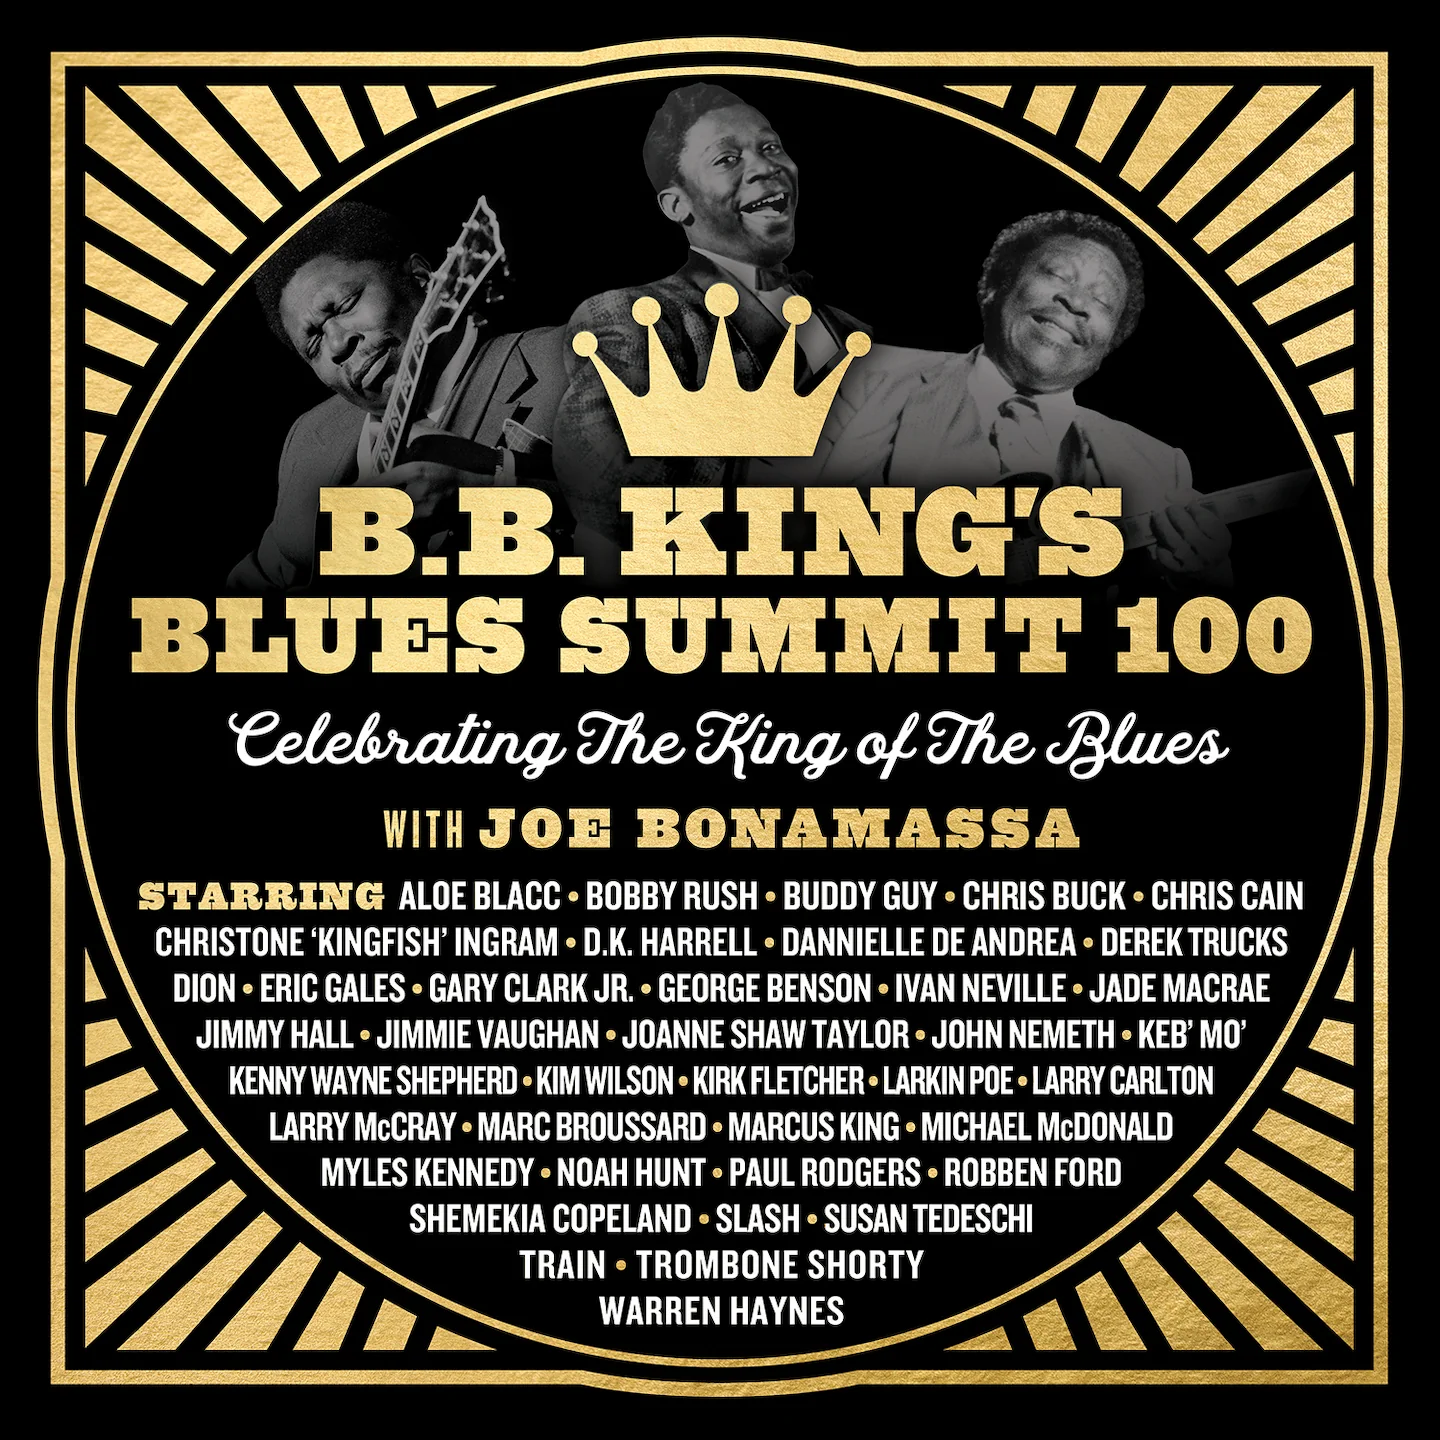 B.B. KING'S
BLUES SUMMIT 100
Celebrating The King of The Blues
WITH JOE BONAMASSA
STARRING ALOE BLACC • BOBBY RUSH • BUDDY GUY • CHRIS BUCK • CHRIS CAIN
CHRISTONE ‘KINGFISH’ INGRAM • D.K. HARRELL • DANNIELLE DE ANDREA • DEREK TRUCKS
DION • ERIC GALES • GARY CLARK JR. • GEORGE BENSON • IVAN NEVILLE • JADE MACRAE
JIMMY HALL • JIMMIE VAUGHAN • JOANNE SHAW TAYLOR • JOHN NEMETH • KEB’ MO’
KENNY WAYNE SHEPHERD • KIM WILSON • KIRK FLETCHER • LARKIN POE • LARRY CARLTON
LARRY McCRAY • MARC BROUSSARD • MARCUS KING • MICHAEL McDONALD
MYLES KENNEDY • NOAH HUNT • PAUL RODGERS • ROBBEN FORD
SHEMEKIA COPELAND • SLASH • SUSAN TEDESCHI
TRAIN • TROMBONE SHORTY
WARREN HAYNES